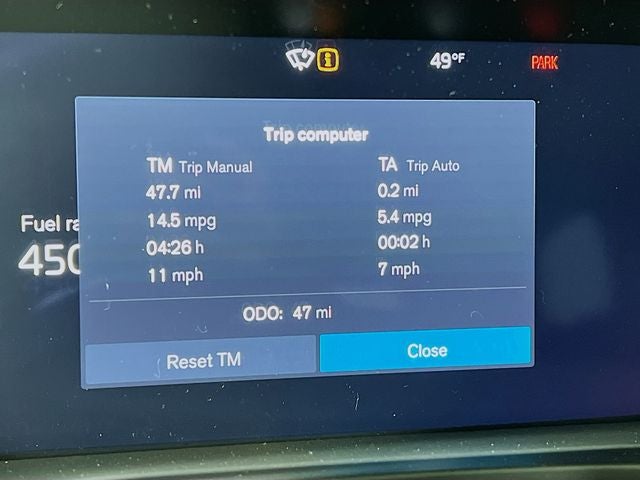 49°F PARK
Trip computer
TM Trip Manual TA Trip Auto
47.7 mi 0.2 mi
14.5 mpg 5.4 mpg
04:26 h 00:02 h
11 mph 7 mph
Fuel ra
450
ODO: 47 mi
Reset TM Close